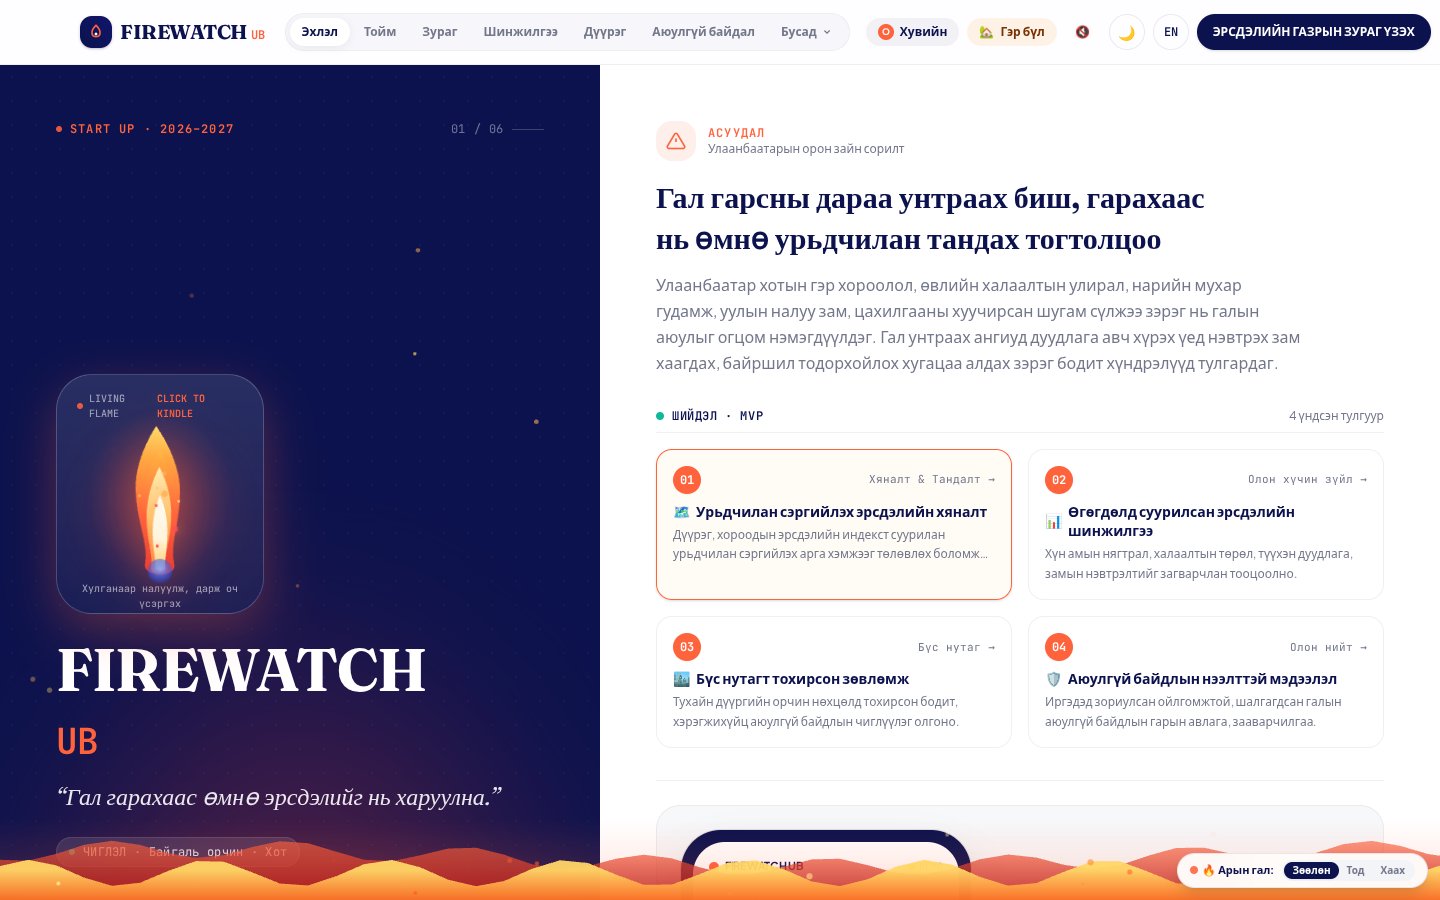 FIREWATCH UB
Эхлэл
Тойм
Зураг
Шинжилгээ
Дүүрэг
Аюулгүй байдал
Бусад
Хувийн
Гэр бүл
EN
ЭРСДЭЛИЙН ГАЗРЫН ЗУРАГ ҮЗЭХ
START UP · 2026–2027
01 / 06
LIVING
FLAME
CLICK TO
KINDLE
Хулганаар налуулж, дарж оч
үсэргэх
FIREWATCH
UB
“Гал гарахаас өмнө эрсдэлийг нь харуулна.”
ЧИГЛЭЛ · Байгаль орчин · Хот
АСУУДАЛ
Улаанбаатарын орон зайн сорилт
Гал гарсны дараа унтраах биш, гарахаас
нь өмнө урьдчилан тандах тогтолцоо
Улаанбаатар хотын гэр хороолол, өвлийн халаалтын улирал, нарийн мухар
гудамж, уулын налуу зам, цахилгааны хуучирсан шугам сүлжээ зэрэг нь галын
аюулыг огцом нэмэгдүүлдэг. Гал унтраах ангиуд дуудлага авч хүрэх үед нэвтрэх зам
хаагдах, байршил тодорхойлох хугацаа алдах зэрэг бодит хүндрэлүүд тулгардаг.
ШИЙДЭЛ · MVP
4 үндсэн тулгуур
01
Хяналт & Тандалт →
Урьдчилан сэргийлэх эрсдэлийн хяналт
Дүүрэг, хороодын эрсдэлийн индекст суурилан
урьдчилан сэргийлэх арга хэмжээг төлөвлөх боломж...
02
Олон хүчин зүйл →
Өгөгдөлд суурилсан эрсдэлийн
шинжилгээ
Хүн амын нягтрал, халаалтын төрөл, түүхэн дуудлага,
замын нэвтрэлтийг загварчлан тооцоолно.
03
Бүс нутаг →
Бүс нутагт тохирсон зөвлөмж
Тухайн дүүргийн орчин нөхцөлд тохирсон бодит,
хэрэгжихүйц аюулгүй байдлын чиглүүлэг олгоно.
04
Олон нийт →
Аюулгүй байдлын нээлттэй мэдээлэл
Иргэдэд зориулсан ойлгомжтой, шалгагдсан галын
аюулгүй байдлын гарын авлага, зааварчилгаа.
FIREWATCH UB
Арын гал:
Зөөлөн
Тод
Хаах